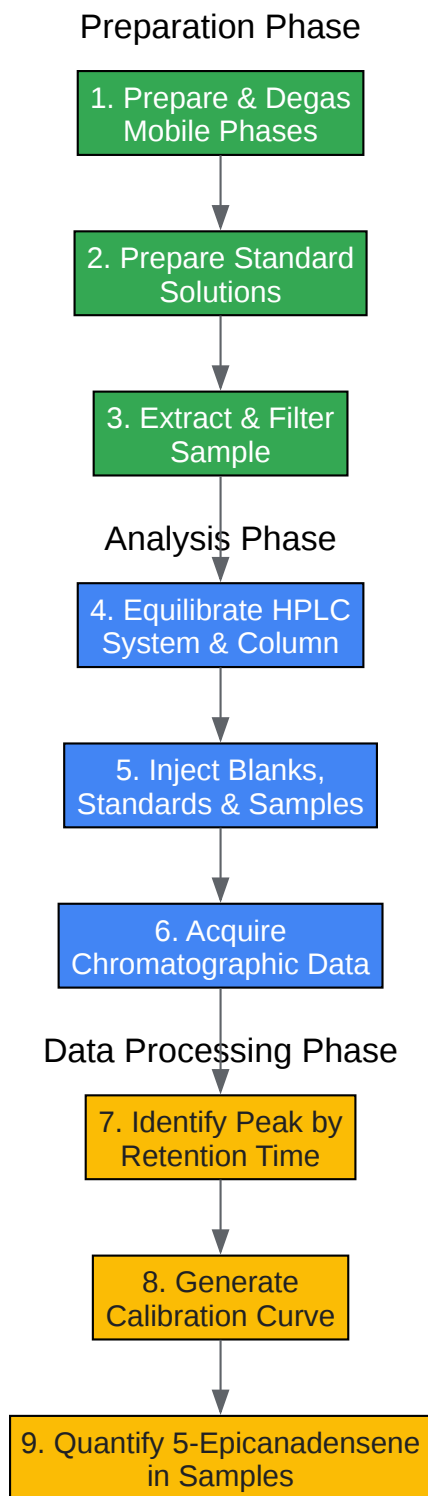 Preparation Phase
1. Prepare & Degas
Mobile Phases
2. Prepare Standard
Solutions
3. Extract & Filter
Sample
Analysis Phase
4. Equilibrate HPLC
System & Column
5. Inject Blanks,
Standards & Samples
6. Acquire
Chromatographic Data
Data Processing Phase
7. Identify Peak by
Retention Time
8. Generate
Calibration Curve
9. Quantify 5-Epicanadensene
in Samples